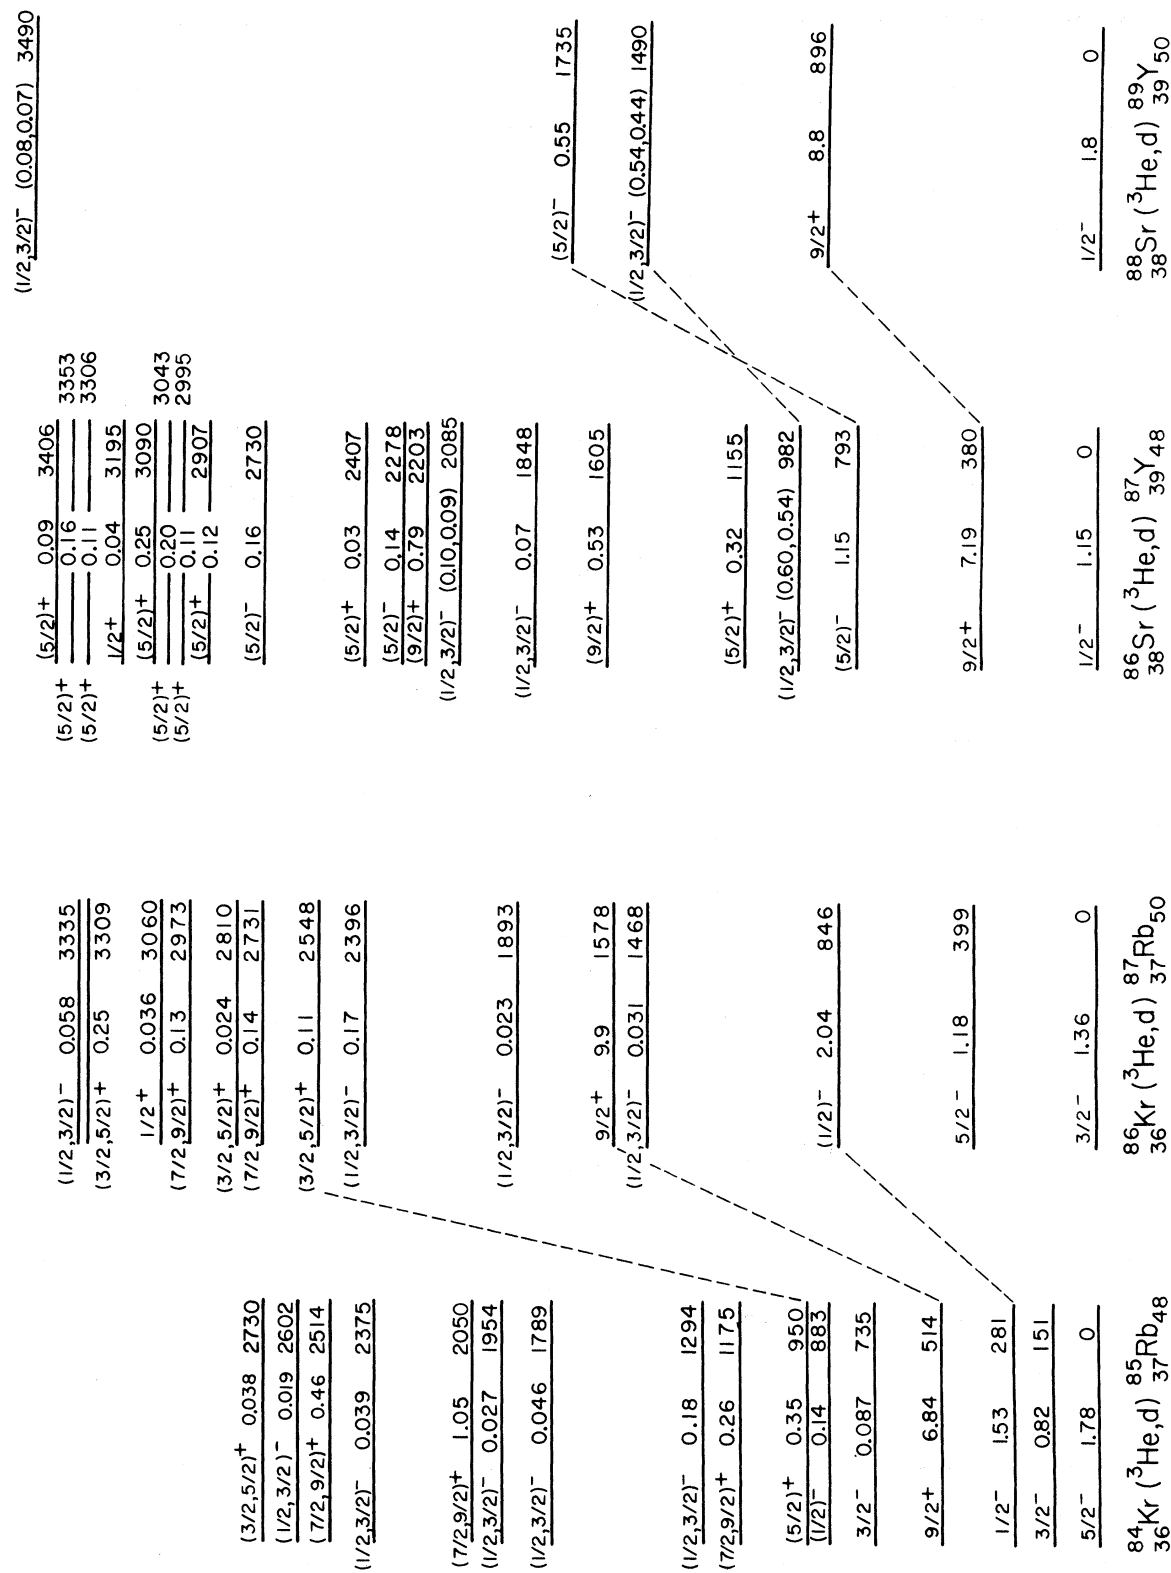 (3/2,5/2)+ 0.038 2730
(1/2,3/2)− 0.019 2602
(7/2,9/2)+ 0.46 2514
(1/2,3/2)− 0.039 2375
(7/2,9/2)+ 1.05 2050
(1/2,3/2)− 0.027 1954
(1/2,3/2)− 0.046 1789
(1/2,3/2)− 0.18 1294
(7/2,9/2)+ 0.26 1175
(5/2)+ 0.35 950
(1/2)− 0.14 883
3/2− 0.087 735
9/2+ 6.84 514
1/2− 1.53 281
3/2− 0.82 151
5/2− 1.78 0
84 36Kr (3He,d) 85 37Rb48
(1/2,3/2)− 0.058 3335
(3/2,5/2)+ 0.25 3309
1/2+ 0.036 3060
(7/2,9/2)+ 0.13 2973
(3/2,5/2)+ 0.024 2810
(7/2,9/2)+ 0.14 2731
(3/2,5/2)+ 0.11 2548
(1/2,3/2)− 0.17 2396
(1/2,3/2)− 0.023 1893
9/2+ 9.9 1578
(1/2,3/2)− 0.031 1468
(1/2)− 2.04 846
5/2− 1.18 399
3/2− 1.36 0
86 36Kr (3He,d) 87 37Rb50
(5/2)+ 0.09 3406
(5/2)+ 0.16 3353
(5/2)+ 0.11 3306
1/2+ 0.04 3195
(5/2)+ 0.25 3090
(5/2)+ 0.20 3043
(5/2)+ 0.11 2995
(5/2)+ 0.12 2907
(5/2)− 0.16 2730
(5/2)+ 0.03 2407
(5/2)− 0.14 2278
(9/2)+ 0.79 2203
(1/2,3/2)− (0.10,0.09) 2085
(1/2,3/2)− 0.07 1848
(9/2)+ 0.53 1605
(5/2)+ 0.32 1155
(1/2,3/2)− (0.60,0.54) 982
(5/2)− 1.15 793
9/2+ 7.19 380
1/2− 1.15 0
86 38Sr (3He,d) 87 39Y48
(1/2,3/2)− (0.08,0.07) 3490
(5/2)− 0.55 1735
(1/2,3/2)− (0.54,0.44) 1490
9/2+ 8.8 896
1/2− 1.8 0
88 38Sr (3He,d) 89 39Y50